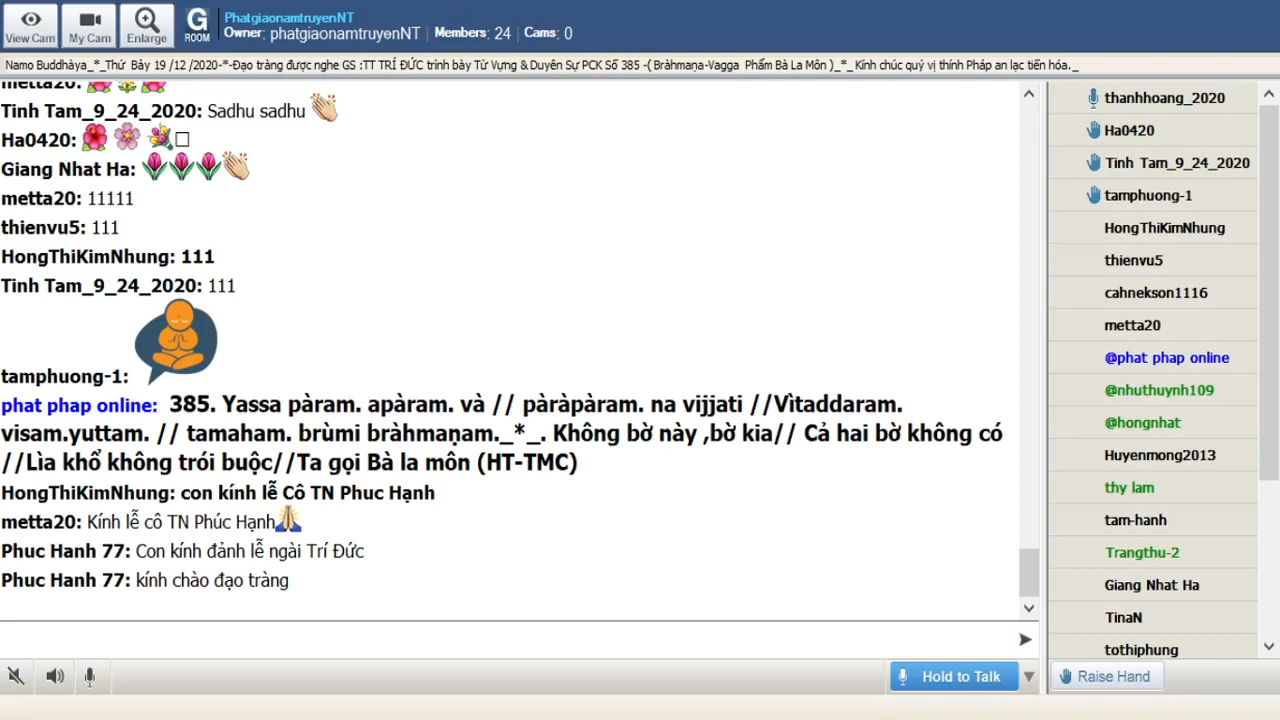 View Cam
My Cam
Enlarge
G
ROOM
PhatgiaonamtruyenNT
Owner: phatgiaonamtruyenNT | Members: 24 | Cams: 0
Namo Buddhàya_*_Thứ Bảy 19 /12 /2020-*-Đạo tràng được nghe GS :TT TRÍ ĐỨC trình bày Từ Vựng & Duyên Sự PCK Số 385 -( Bràhmaṇa-Vagga Phẩm Bà La Môn )_*_ Kính chúc quý vị thính Pháp an lạc tiến hóa._
metta20:
Tinh Tam_9_24_2020: Sadhu sadhu
Ha0420:
Giang Nhat Ha:
metta20: 11111
thienvu5: 111
HongThiKimNhung: 111
Tinh Tam_9_24_2020: 111
tamphuong-1:
phat phap online: 385. Yassa pàram. apàram. và // pàràpàram. na vijjati //Vìtaddaram.
visam.yuttam. // tamaham. brùmi bràhmaṇam._*_. Không bờ này ,bờ kia// Cả hai bờ không có
//Lìa khổ không trói buộc//Ta gọi Bà la môn (HT-TMC)
HongThiKimNhung: con kính lễ Cô TN Phuc Hạnh
metta20: Kính lễ cô TN Phúc Hạnh
Phuc Hanh 77: Con kính đảnh lễ ngài Trí Đức
Phuc Hanh 77: kính chào đạo tràng
Hold to Talk
thanhhoang_2020
Ha0420
Tinh Tam_9_24_2020
tamphuong-1
HongThiKimNhung
thienvu5
cahnekson1116
metta20
@phat phap online
@nhuthuynh109
@hongnhat
Huyenmong2013
thy lam
tam-hanh
Trangthu-2
Giang Nhat Ha
TinaN
tothiphung
Raise Hand